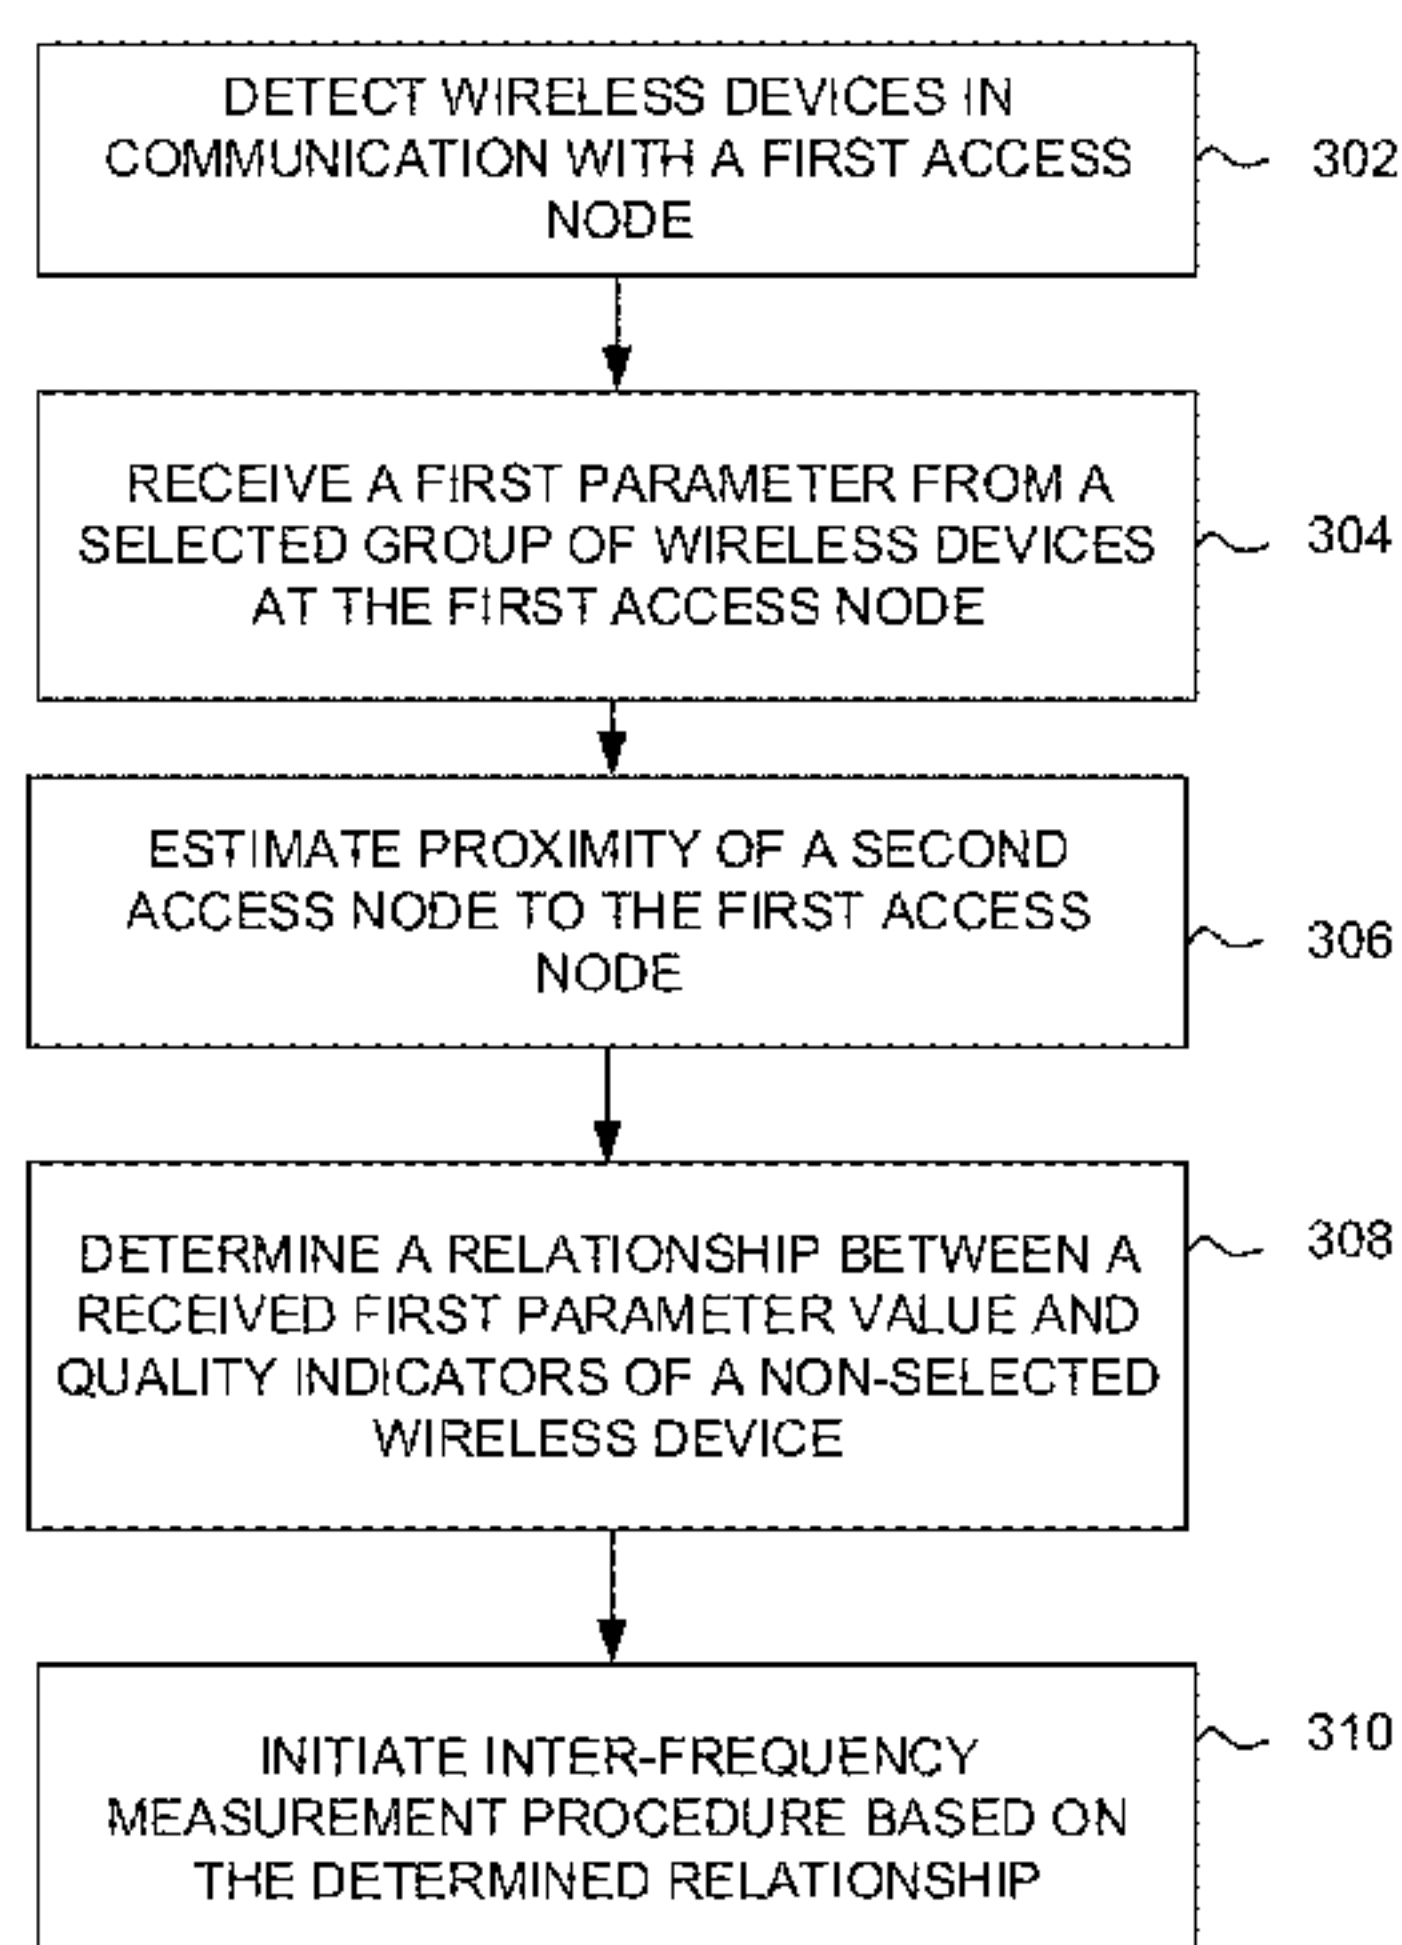 DETECT WIRELESS DEVICES IN
COMMUNICATION WITH A FIRST ACCESS
NODE
302
RECEIVE A FIRST PARAMETER FROM A
SELECTED GROUP OF WIRELESS DEVICES
AT THE FIRST ACCESS NODE
304
ESTIMATE PROXIMITY OF A SECOND
ACCESS NODE TO THE FIRST ACCESS
NODE
306
DETERMINE A RELATIONSHIP BETWEEN A
RECEIVED FIRST PARAMETER VALUE AND
QUALITY INDICATORS OF A NON-SELECTED
WIRELESS DEVICE
308
INITIATE INTER-FREQUENCY
MEASUREMENT PROCEDURE BASED ON
THE DETERMINED RELATIONSHIP
310